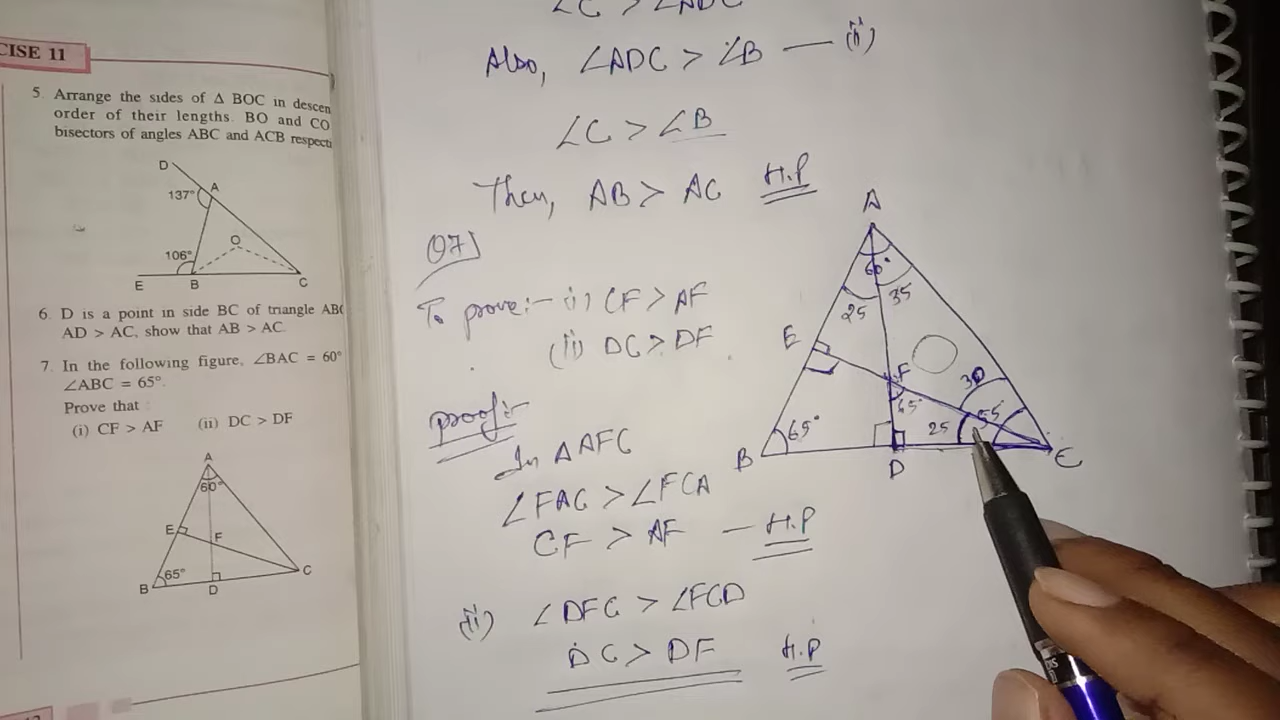 CISE 11
5. Arrange the sides of Δ BOC in descen
order of their lengths. BO and CO
bisectors of angles ABC and ACB respecti
D
137°
A
O
106°
E
B
C
6. D is a point in side BC of triangle ABC
AD > AC, show that AB > AC.
7. In the following figure, ∠BAC = 60°
∠ABC = 65°.
Prove that :
(i) CF > AF (ii) DC > DF
A
60°
E
F
65°
B
D
C
∠C > ∠ADC
Also, ∠ADC > ∠B — (ii)
∠C > ∠B
Then, AB > AC H.P
Q7]
To prove:- (i) CF > AF
(ii) DC > DF
Proof:-
In ΔAFC
∠FAC > ∠FCA
CF > AF — H.P
(ii) ∠DFC > ∠FCD
DC > DF H.P
A
60°
25
35
E
F
30
65°
65°
25
55
B
D
C